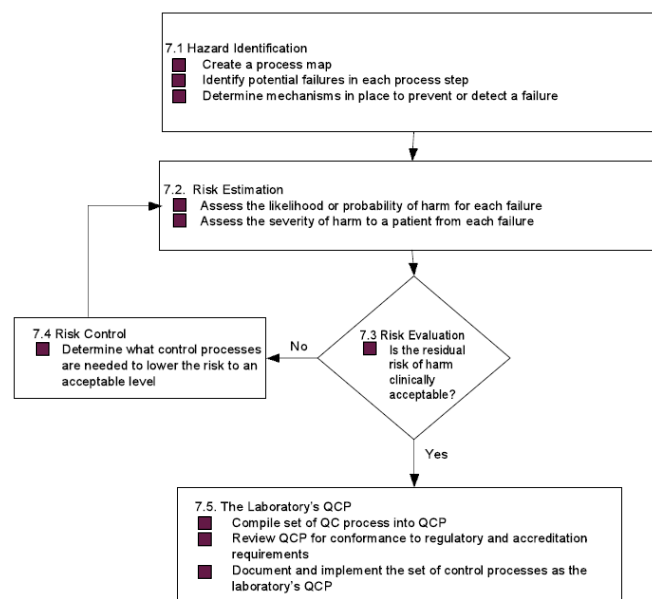 7.1 Hazard Identification
Create a process map
Identify potential failures in each process step
Determine mechanisms in place to prevent or detect a failure
7.2. Risk Estimation
Assess the likelihood or probability of harm for each failure
Assess the severity of harm to a patient from each failure
7.4 Risk Control
Determine what control processes
are needed to lower the risk to an
acceptable level
No
7.3 Risk Evaluation
Is the residual
risk of harm
clinically
acceptable?
Yes
7.5. The Laboratory's QCP
Compile set of QC process into QCP
Review QCP for conformance to regulatory and accreditation
requirements
Document and implement the set of control processes as the
laboratory's QCP